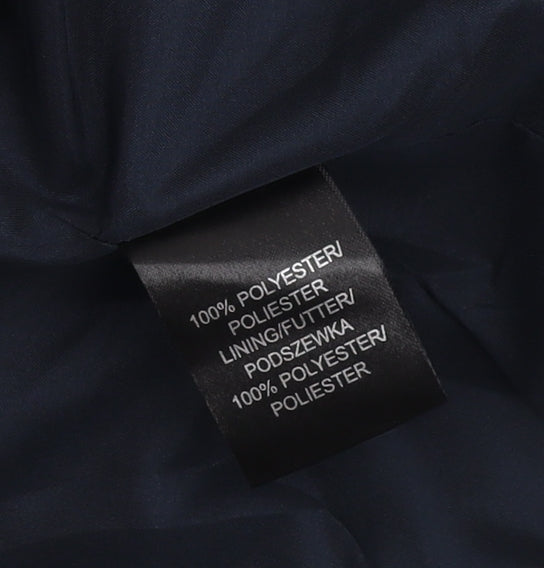 100% POLYESTER/
POLIESTER
LINING/FUTTER/
PODSZEWKA
100% POLYESTER/
POLIESTER